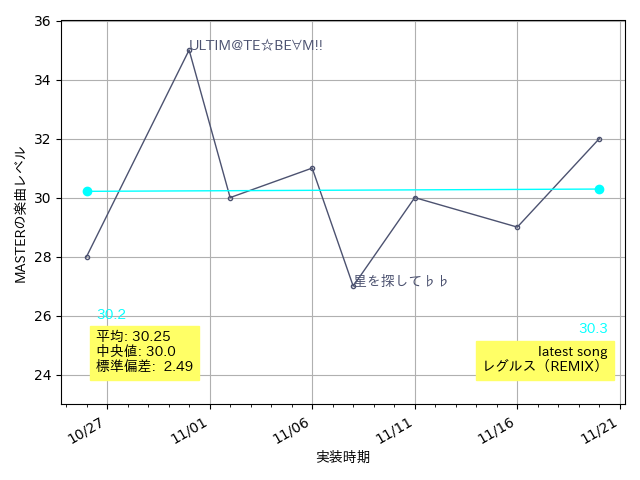 36
34
32
30
28
26
24
MASTERの楽曲レベル
ULTIM@TE☆BE∀M!!
星を探して♭♭
30.2
平均: 30.25
中央値: 30.0
標準偏差:  2.49
30.3
latest song
レグルス（REMIX）
10/27
11/01
11/06
11/11
11/16
11/21
実装時期